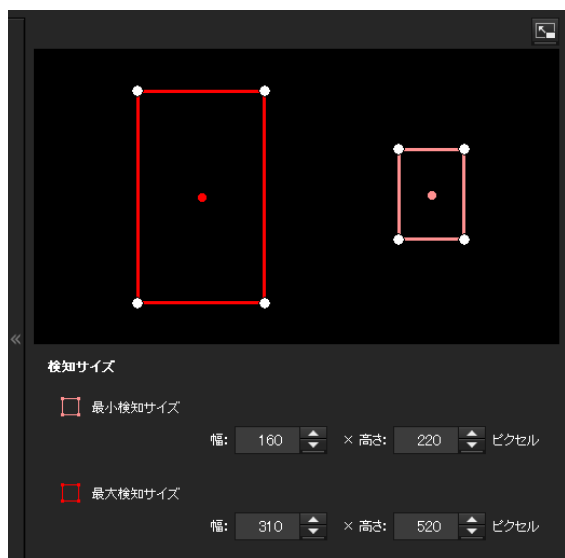 検知サイズ
最小検知サイズ
幅: 160 × 高さ: 220 ピクセル
最大検知サイズ
幅: 310 × 高さ: 520 ピクセル